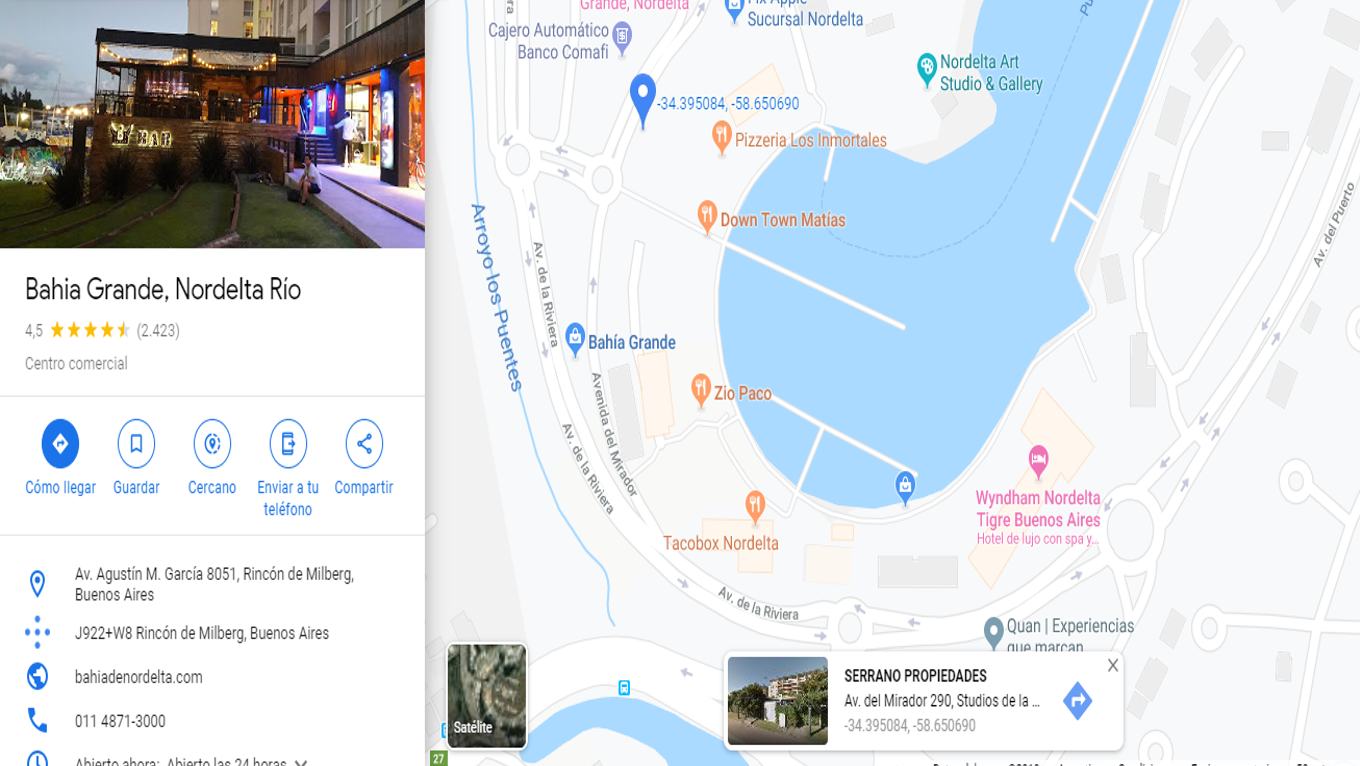 BAR
Bahia Grande, Nordelta Río
4,5 (2.423)
Centro comercial
Cómo llegar
Guardar
Cercano
Enviar a tu
teléfono
Compartir
Av. Agustín M. García 8051, Rincón de Milberg,
Buenos Aires
J922+W8 Rincón de Milberg, Buenos Aires
bahiadenordelta.com
011 4871-3000
Abierto ahora: Abierto las 24 horas
Grande, Nordelta
Sucursal Nordelta
Cajero Automático
Banco Comafi
Nordelta Art
Studio & Gallery
-34.395084, -58.650690
Pizzeria Los Inmortales
Down Town Matías
Arroyo los Puentes
Av. de la Riviera
Av. del Puerto
Bahía Grande
Avenida del Mirador
Zio Paco
Av. de la Riviera
Wyndham Nordelta
Tigre Buenos Aires
Hotel de lujo con spa y...
Tacobox Nordelta
Av. de la Riviera
Quan | Experiencias
que marcan
Satélite
27
SERRANO PROPIEDADES
Av. del Mirador 290, Studios de la ...
-34.395084, -58.650690